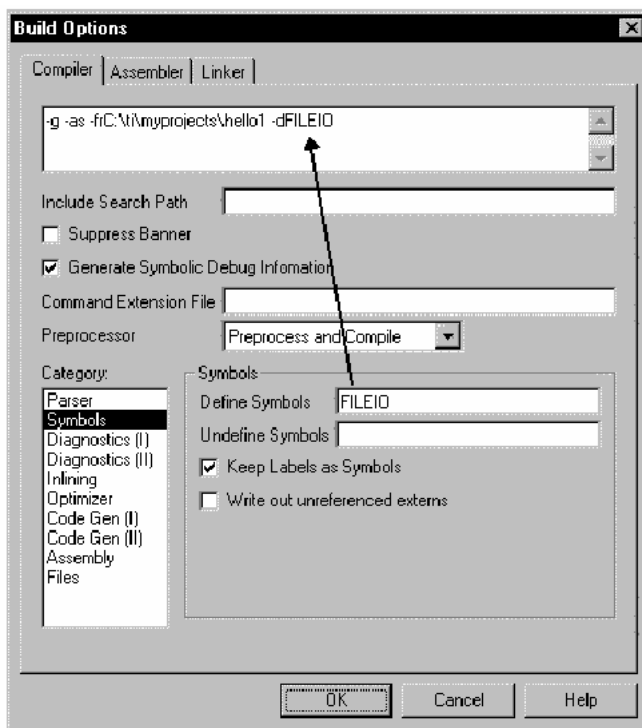 Build Options
Compiler Assembler Linker
-g -as -frC:\ti\myprojects\hello1 -dFILEIO
Include Search Path
Suppress Banner
Generate Symbolic Debug Infomation
Command Extension File
Preprocessor Preprocess and Compile
Category:
Parser
Symbols
Diagnostics (I)
Diagnostics (II)
Inlining
Optimizer
Code Gen (I)
Code Gen (II)
Assembly
Files
Symbols
Define Symbols FILEIO
Undefine Symbols
Keep Labels as Symbols
Write out unreferenced externs
OK Cancel Help